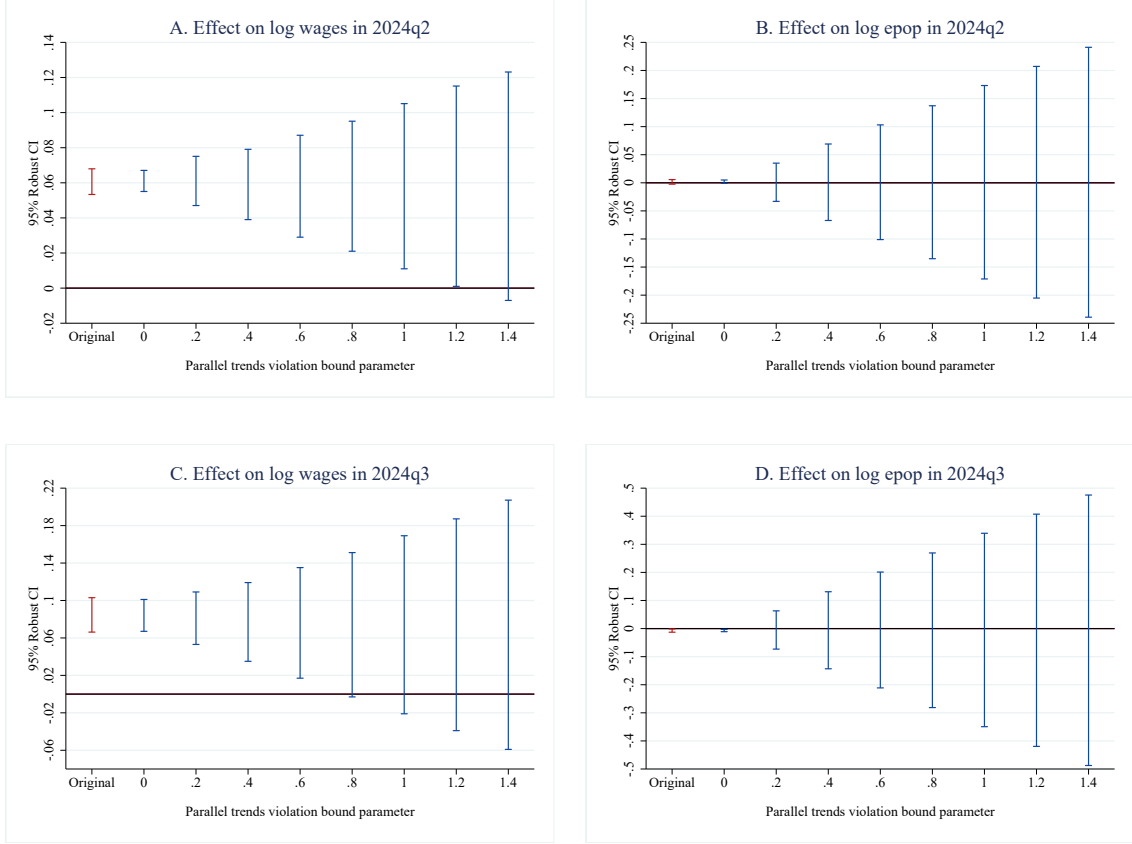 A. Effect on log wages in 2024q2
95% Robust CI
.14
.12
.1
.08
.06
.04
.02
0
-.02
Original 0 .2 .4 .6 .8 1 1.2 1.4
Parallel trends violation bound parameter
B. Effect on log epop in 2024q2
95% Robust CI
.25
.2
.15
.1
.05
0
-.05
-.1
-.15
-.2
-.25
Original 0 .2 .4 .6 .8 1 1.2 1.4
Parallel trends violation bound parameter
C. Effect on log wages in 2024q3
95% Robust CI
.22
.18
.14
.1
.06
.02
-.02
-.06
Original 0 .2 .4 .6 .8 1 1.2 1.4
Parallel trends violation bound parameter
D. Effect on log epop in 2024q3
95% Robust CI
.5
.4
.3
.2
.1
0
-.1
-.2
-.3
-.4
-.5
Original 0 .2 .4 .6 .8 1 1.2 1.4
Parallel trends violation bound parameter